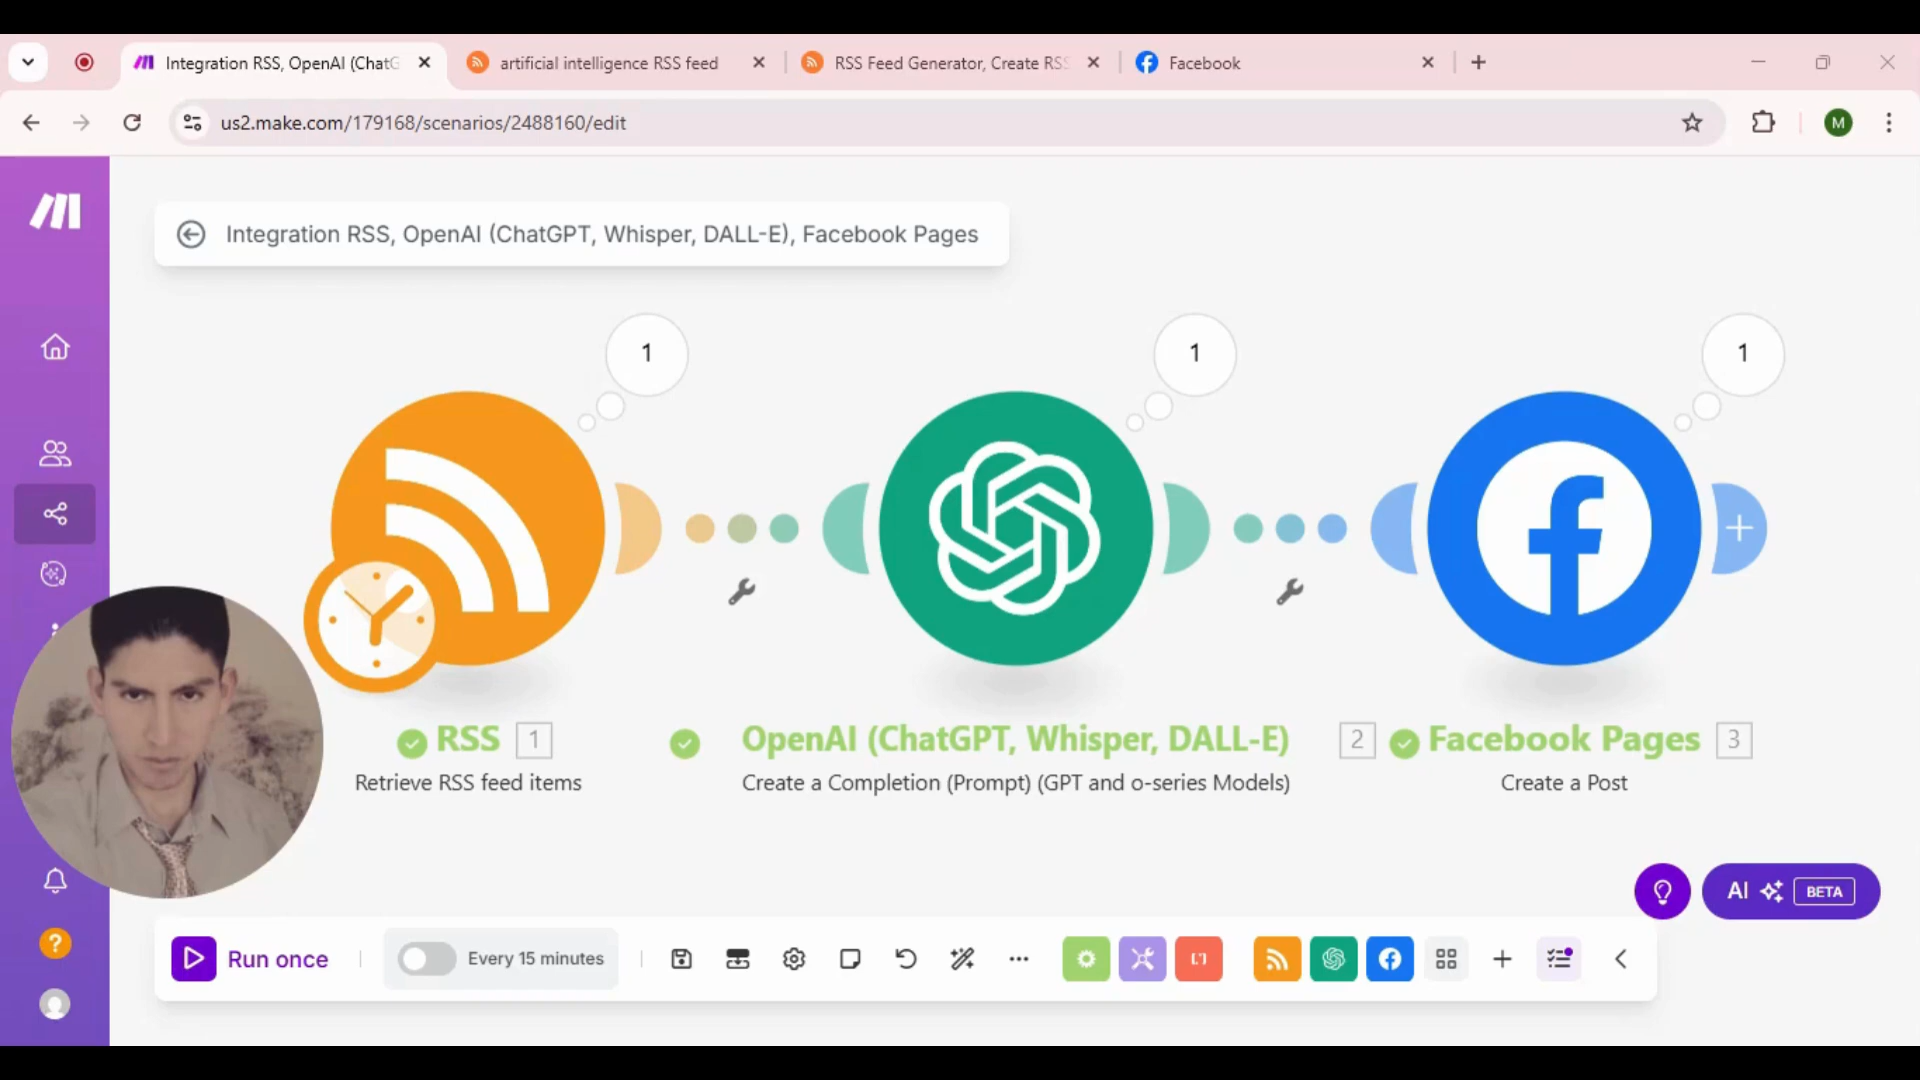 Integration RSS, OpenAI (ChatG
artificial intelligence RSS feed
RSS Feed Generator, Create RSS
Facebook
us2.make.com/179168/scenarios/2488160/edit
M
Integration RSS, OpenAI (ChatGPT, Whisper, DALL-E), Facebook Pages
1
1
1
RSS 1
OpenAI (ChatGPT, Whisper, DALL-E) 2
Facebook Pages 3
Retrieve RSS feed items
Create a Completion (Prompt) (GPT and o-series Models)
Create a Post
AI BETA
?
Run once
Every 15 minutes